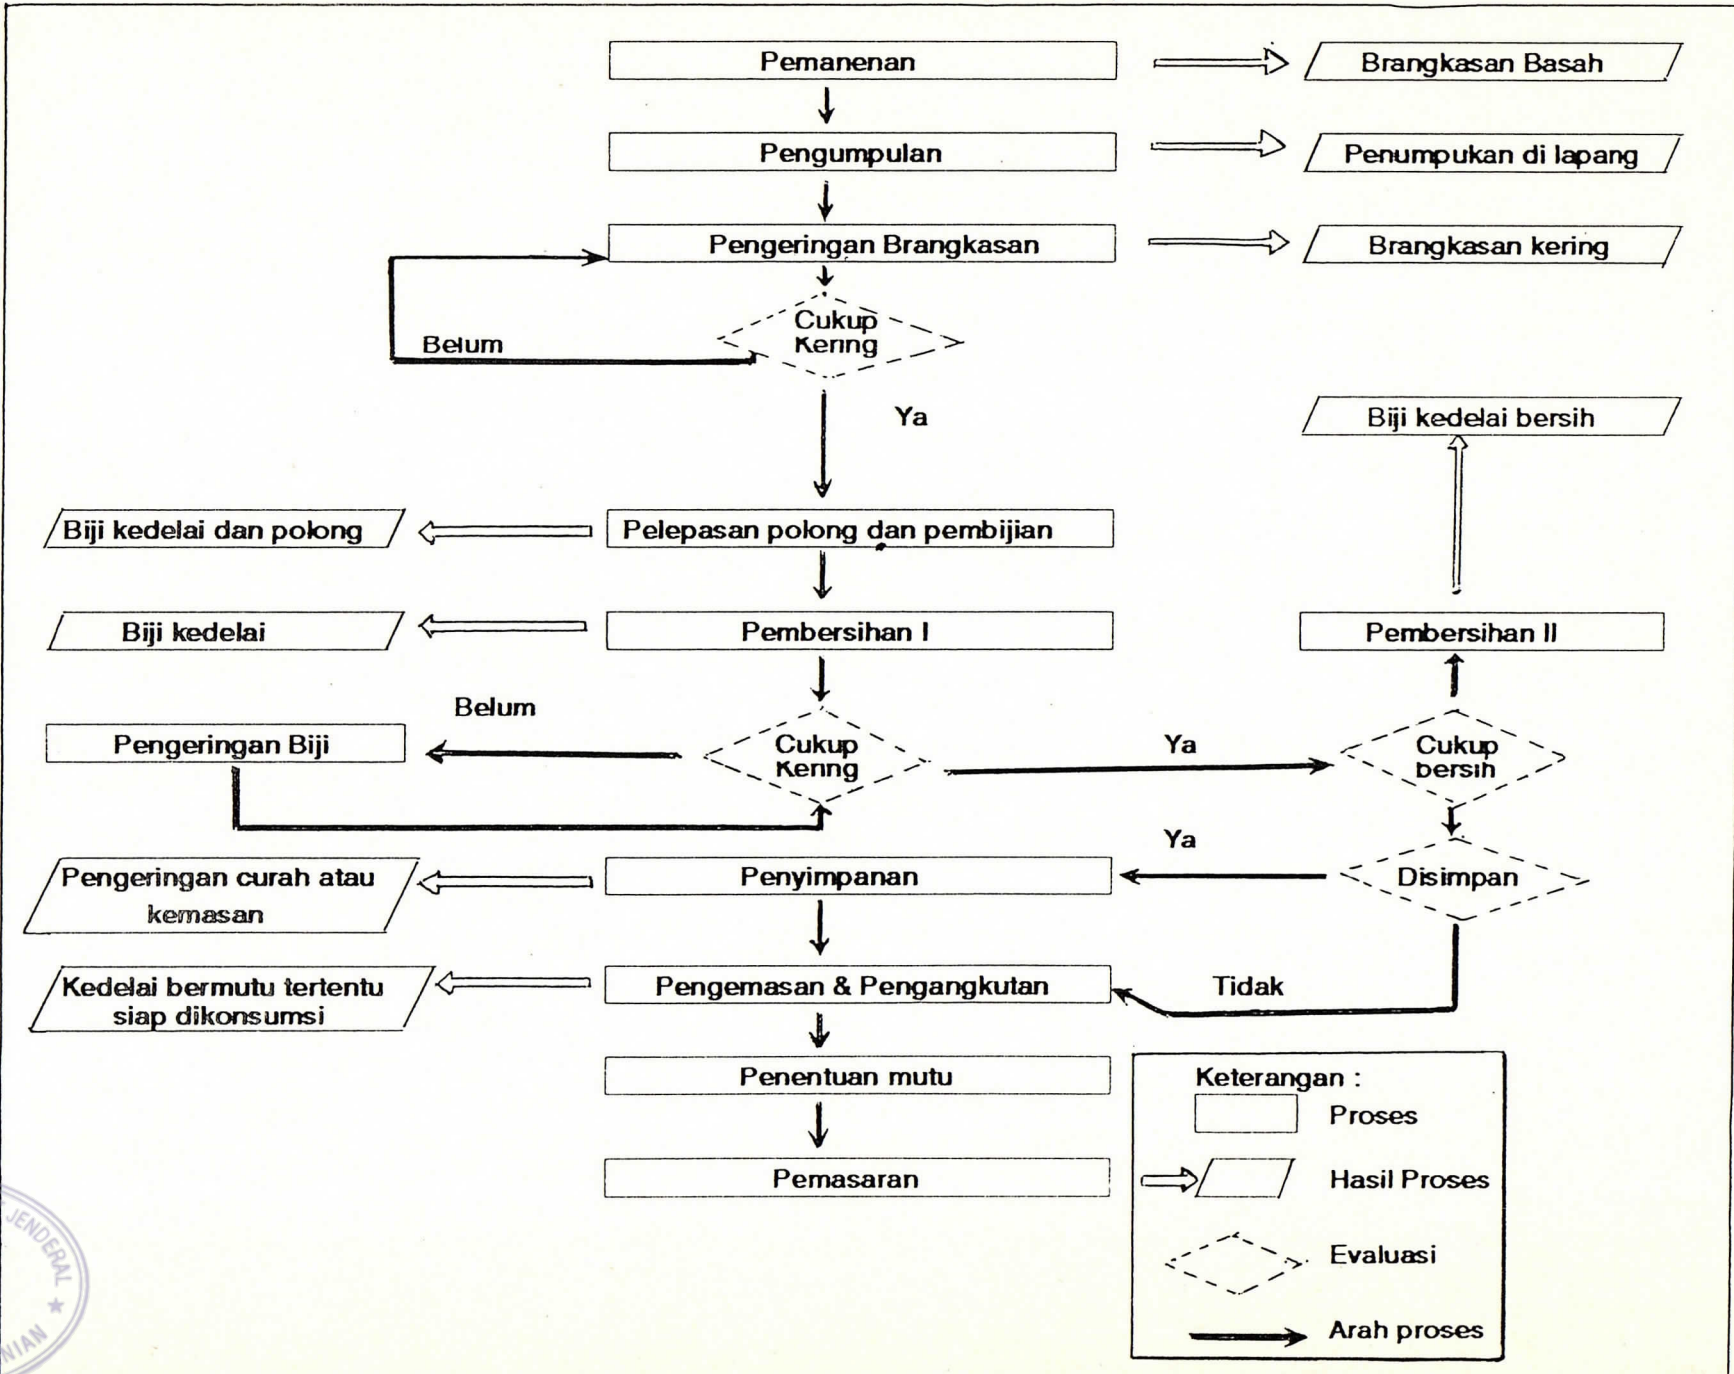 Pemanenan
Brangkasan Basah
Pengumpulan
Penumpukan di lapang
Pengeringan Brangkasan
Brangkasan kering
Cukup
Kering
Belum
Ya
Biji kedelai bersih
Biji kedelai dan polong
Pelepasan polong dan pembijian
Biji kedelai
Pembersihan I
Pembersihan II
Belum
Pengeringan Biji
Cukup
Kering
Ya
Cukup
bersih
Ya
Pengeringan curah atau
kemasan
Penyimpanan
Disimpan
Kedelai bermutu tertentu
siap dikonsumsi
Pengemasan & Pengangkutan
Tidak
Penentuan mutu
Pemasaran
Keterangan :
Proses
Hasil Proses
Evaluasi
Arah proses
JENDERAL
NIAN